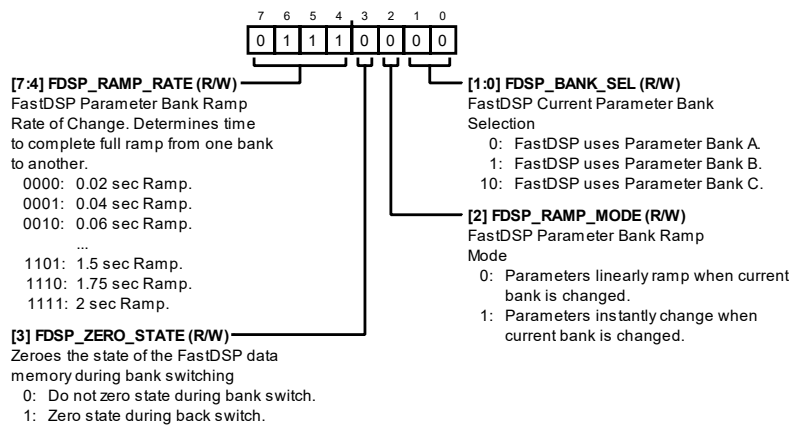 7 6 5 4 3 2 1 0
0 1 1 1 0 0 0 0
[7:4] FDSP_RAMP_RATE (R/W)
FastDSP Parameter Bank Ramp
Rate of Change. Determines time
to complete full ramp from one bank
to another.
0000: 0.02 sec Ramp.
0001: 0.04 sec Ramp.
0010: 0.06 sec Ramp.
...
1101: 1.5 sec Ramp.
1110: 1.75 sec Ramp.
1111: 2 sec Ramp.
[3] FDSP_ZERO_STATE (R/W)
Zeroes the state of the FastDSP data
memory during bank switching
0: Do not zero state during bank switch.
1: Zero state during back switch.
[1:0] FDSP_BANK_SEL (R/W)
FastDSP Current Parameter Bank
Selection
0: FastDSP uses Parameter Bank A.
1: FastDSP uses Parameter Bank B.
10: FastDSP uses Parameter Bank C.
[2] FDSP_RAMP_MODE (R/W)
FastDSP Parameter Bank Ramp
Mode
0: Parameters linearly ramp when current
bank is changed.
1: Parameters instantly change when
current bank is changed.